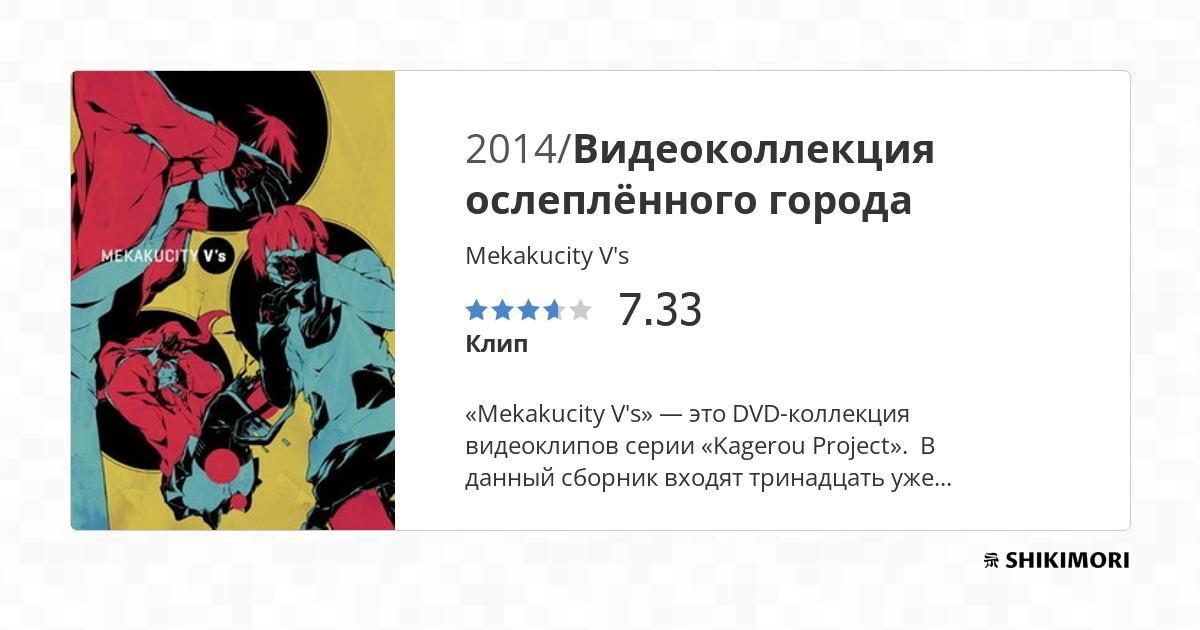 MEKAKUCITY V's
2014/Видеоколлекция
ослеплённого города
Mekakucity V's
7.33
Клип
«Mekakucity V's» — это DVD-коллекция
видеоклипов серии «Kagerou Project».  В
данный сборник входят тринадцать уже...
SHIKIMORI